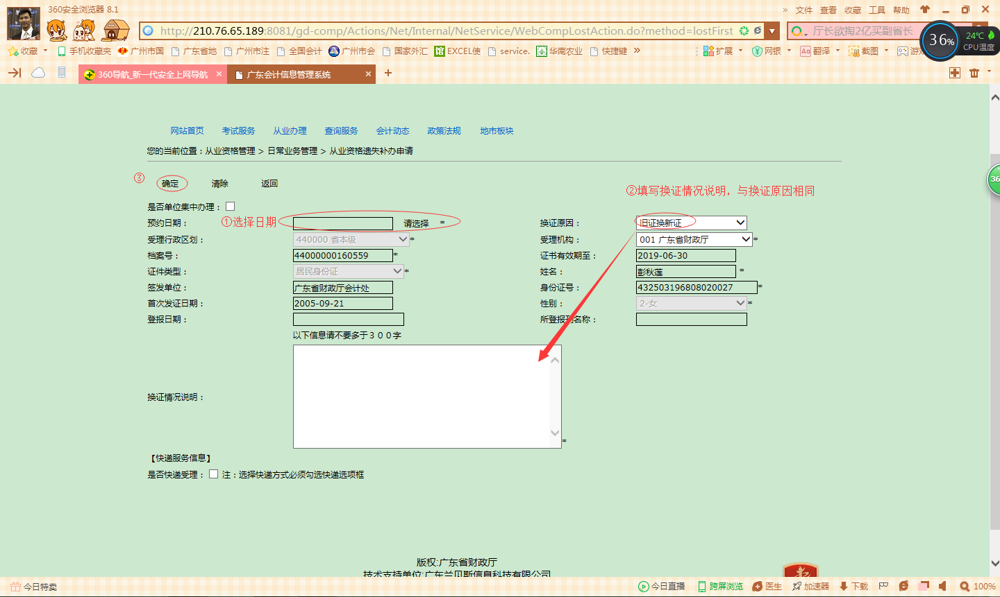 360安全浏览器 8.1
» 文件 查看 收藏 工具 帮助
http://210.76.65.189:8081/gd-comp/Actions/Net/Internal/NetService/WebCompLostAction.do?method=lostFirst
厅长欲掏2亿买副省长
36%
24℃
CPU温度
收藏 手机收藏夹 广州市国 广东省地 广州市注 全国会计 广州市会 国家外汇 馆 EXCEL使 service. 华南农业 快捷键 » 扩展 网银 Aa 翻译 截图 游
360导航_新一代安全上网导航 × 广东会计信息管理系统 × +
网站首页 考试服务 从业办理 查询服务 会计动态 政策法规 地市板块
您的当前位置：从业资格管理 > 日常业务管理 > 从业资格遗失补办申请
③ 确定 清除 返回
②填写换证情况说明，与换证原因相同
是否单位集中办理：
预约日期： ①选择日期 请选择 * 换证原因： 旧证换新证
受理行政区划： 440000 省本级 * 受理机构： 001 广东省财政厅 *
档案号： 44000000160559 * 证书有效期至： 2019-06-30
证件类型： 居民身份证 * 姓名： 彭秋莲 *
签发单位： 广东省财政厅会计处 身份证号： 432503196808020027 *
首次发证日期： 2005-09-21 性别： 2-女 *
登报日期： 所登报刊名称：
以下信息请不要多于３００字
换证情况说明： *
【快递服务信息】
是否快递受理： 注：选择快递方式必须勾选快递选项框
36
版权:广东省财政厅
技术支持单位:广东兰贝斯信息科技有限公司
今日特卖 今日直播 跨屏浏览 医生 加速器 下载 100%